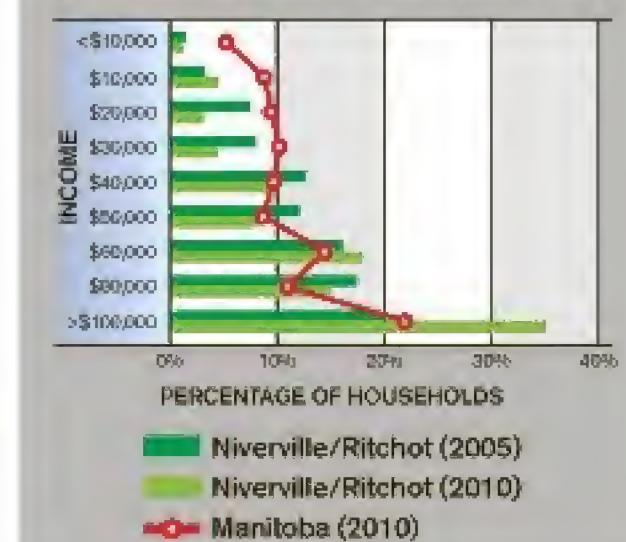 INCOME
<$10,000
$10,000
$20,000
$30,000
$40,000
$50,000
$60,000
$80,000
>$100,000
0% 10% 20% 30% 40%
PERCENTAGE OF HOUSEHOLDS
Niverville/Ritchot (2005)
Niverville/Ritchot (2010)
Manitoba (2010)